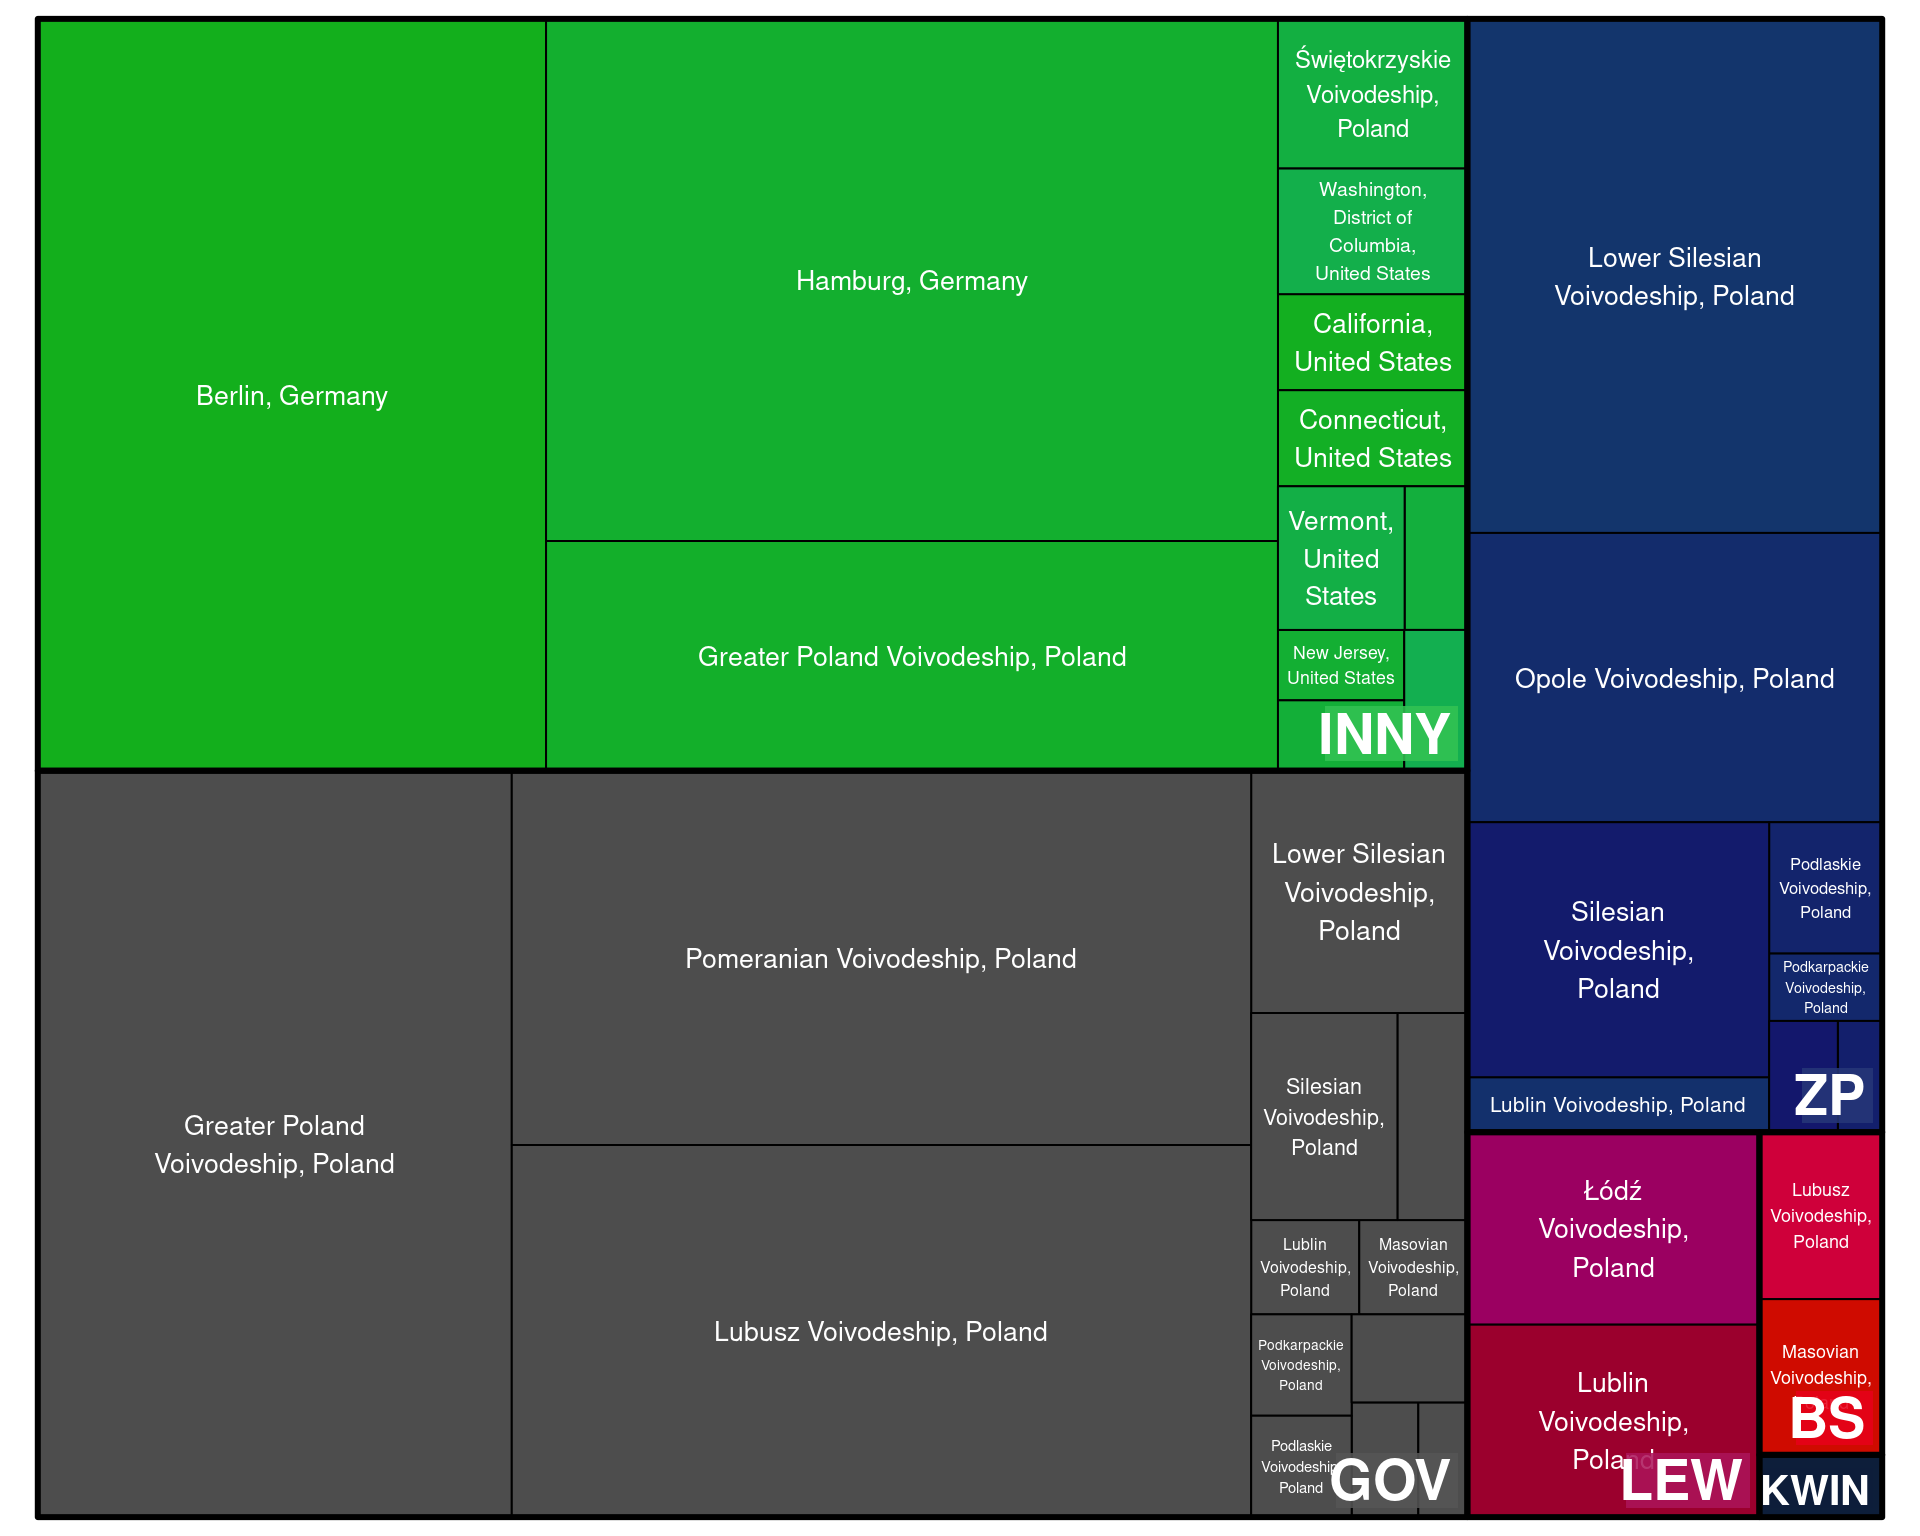 Berlin, Germany
Hamburg, Germany
Greater Poland Voivodeship, Poland
Świętokrzyskie
Voivodeship,
Poland
Washington,
District of
Columbia,
United States
California,
United States
Connecticut,
United States
Vermont,
United
States
New Jersey,
United States
INNY
Greater Poland
Voivodeship, Poland
Pomeranian Voivodeship, Poland
Lubusz Voivodeship, Poland
Lower Silesian
Voivodeship,
Poland
Silesian
Voivodeship,
Poland
Lublin
Voivodeship,
Poland
Masovian
Voivodeship,
Poland
Podkarpackie
Voivodeship,
Poland
Podlaskie
Voivodeship,
Poland
GOV
Lower Silesian
Voivodeship, Poland
Opole Voivodeship, Poland
Silesian
Voivodeship,
Poland
Podlaskie
Voivodeship,
Poland
Podkarpackie
Voivodeship,
Poland
Lublin Voivodeship, Poland
ZP
Łódź
Voivodeship,
Poland
Lublin
Voivodeship,
Poland
LEW
Lubusz
Voivodeship,
Poland
Masovian
Voivodeship,
BS
KWIN